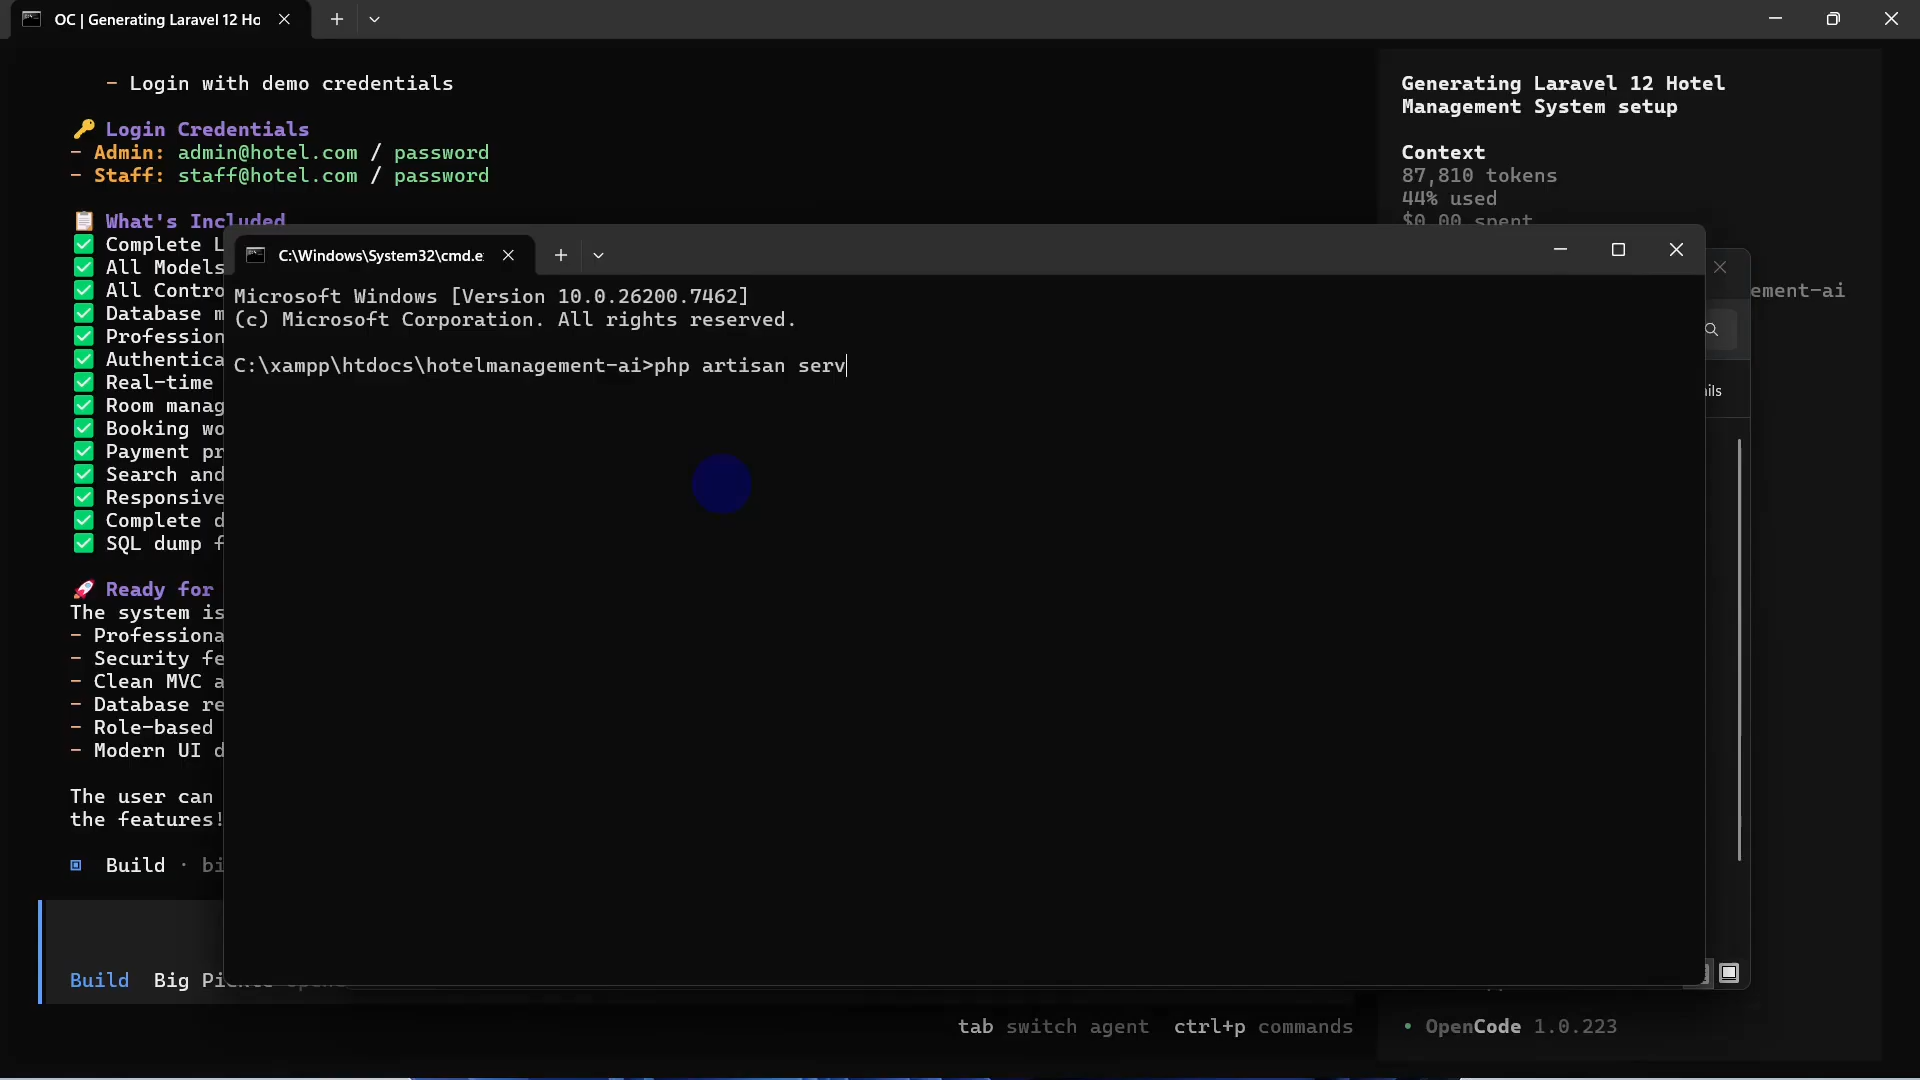 OC | Generating Laravel 12 Ho
- Login with demo credentials
🔑 Login Credentials
- Admin: admin@hotel.com / password
- Staff: staff@hotel.com / password
📋 What's Included
✅ Complete L
✅ All Models
✅ All Contro
✅ Database m
✅ Profession
✅ Authentica
✅ Real-time
✅ Room manag
✅ Booking wo
✅ Payment pr
✅ Search and
✅ Responsive
✅ Complete d
✅ SQL dump f
🚀 Ready for
The system is
- Professiona
- Security fe
- Clean MVC a
- Database re
- Role-based
- Modern UI d
The user can
the features!
Build · bi
Build Big Pickle
tab switch agent ctrl+p commands
C:\Windows\System32\cmd.e
Microsoft Windows [Version 10.0.26200.7462]
(c) Microsoft Corporation. All rights reserved.
C:\xampp\htdocs\hotelmanagement-ai>php artisan serv
Generating Laravel 12 Hotel
Management System setup
Context
87,810 tokens
44% used
$0.00 spent
ement-ai
ails
• OpenCode 1.0.223